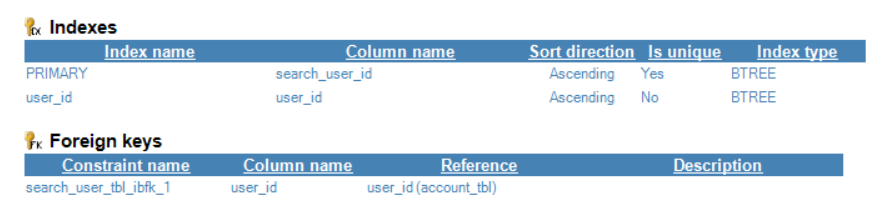 Indexes
Index name Column name Sort direction Is unique Index type
PRIMARY search_user_id Ascending Yes BTREE
user_id user_id Ascending No BTREE
FK Foreign keys
Constraint name Column name Reference Description
search_user_tbl_ibfk_1 user_id user_id (account_tbl)